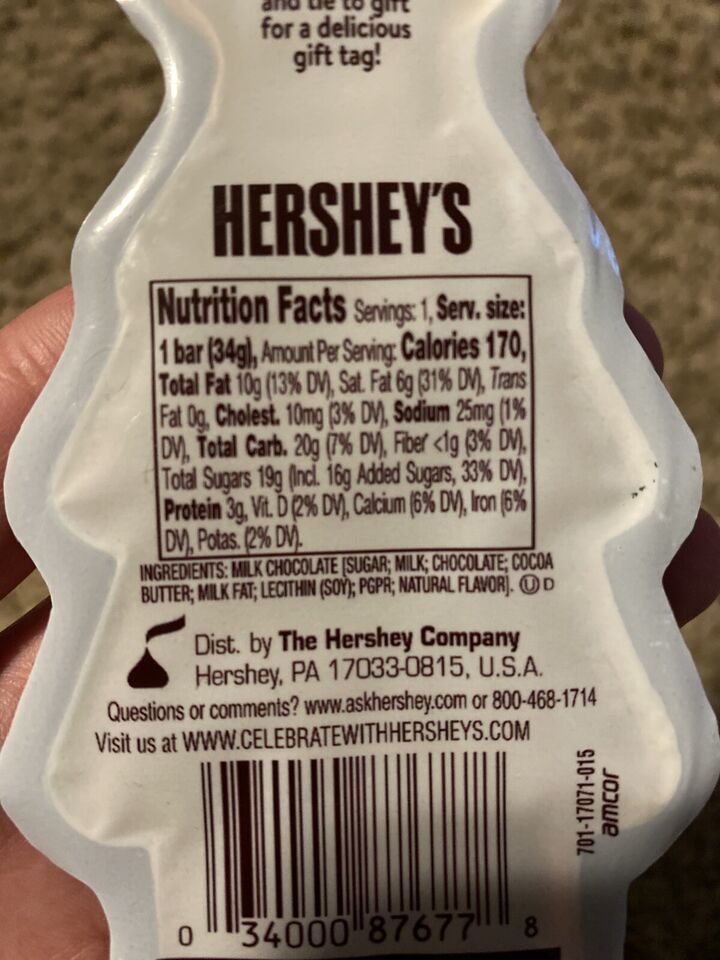 and tie to gift
for a delicious
gift tag!
HERSHEY'S
Nutrition Facts Servings: 1, Serv. size:
1 bar (34g), Amount Per Serving: Calories 170,
Total Fat 10g (13% DV), Sat. Fat 6g (31% DV), Trans
Fat 0g, Cholest. 10mg (3% DV), Sodium 25mg (1%
DV), Total Carb. 20g (7% DV), Fiber <1g (3% DV),
Total Sugars 19g (Incl. 16g Added Sugars, 33% DV),
Protein 3g, Vit. D (2% DV), Calcium (6% DV), Iron (6%
DV), Potas. (2% DV).
INGREDIENTS: MILK CHOCOLATE [SUGAR; MILK; CHOCOLATE; COCOA
BUTTER; MILK FAT; LECITHIN (SOY); PGPR; NATURAL FLAVOR]. Ⓤ D
Dist. by The Hershey Company
Hershey, PA 17033-0815, U.S.A.
Questions or comments? www.askhershey.com or 800-468-1714
Visit us at WWW.CELEBRATEWITHHERSHEYS.COM
701-17071-015
amcor
0 34000 87677 8